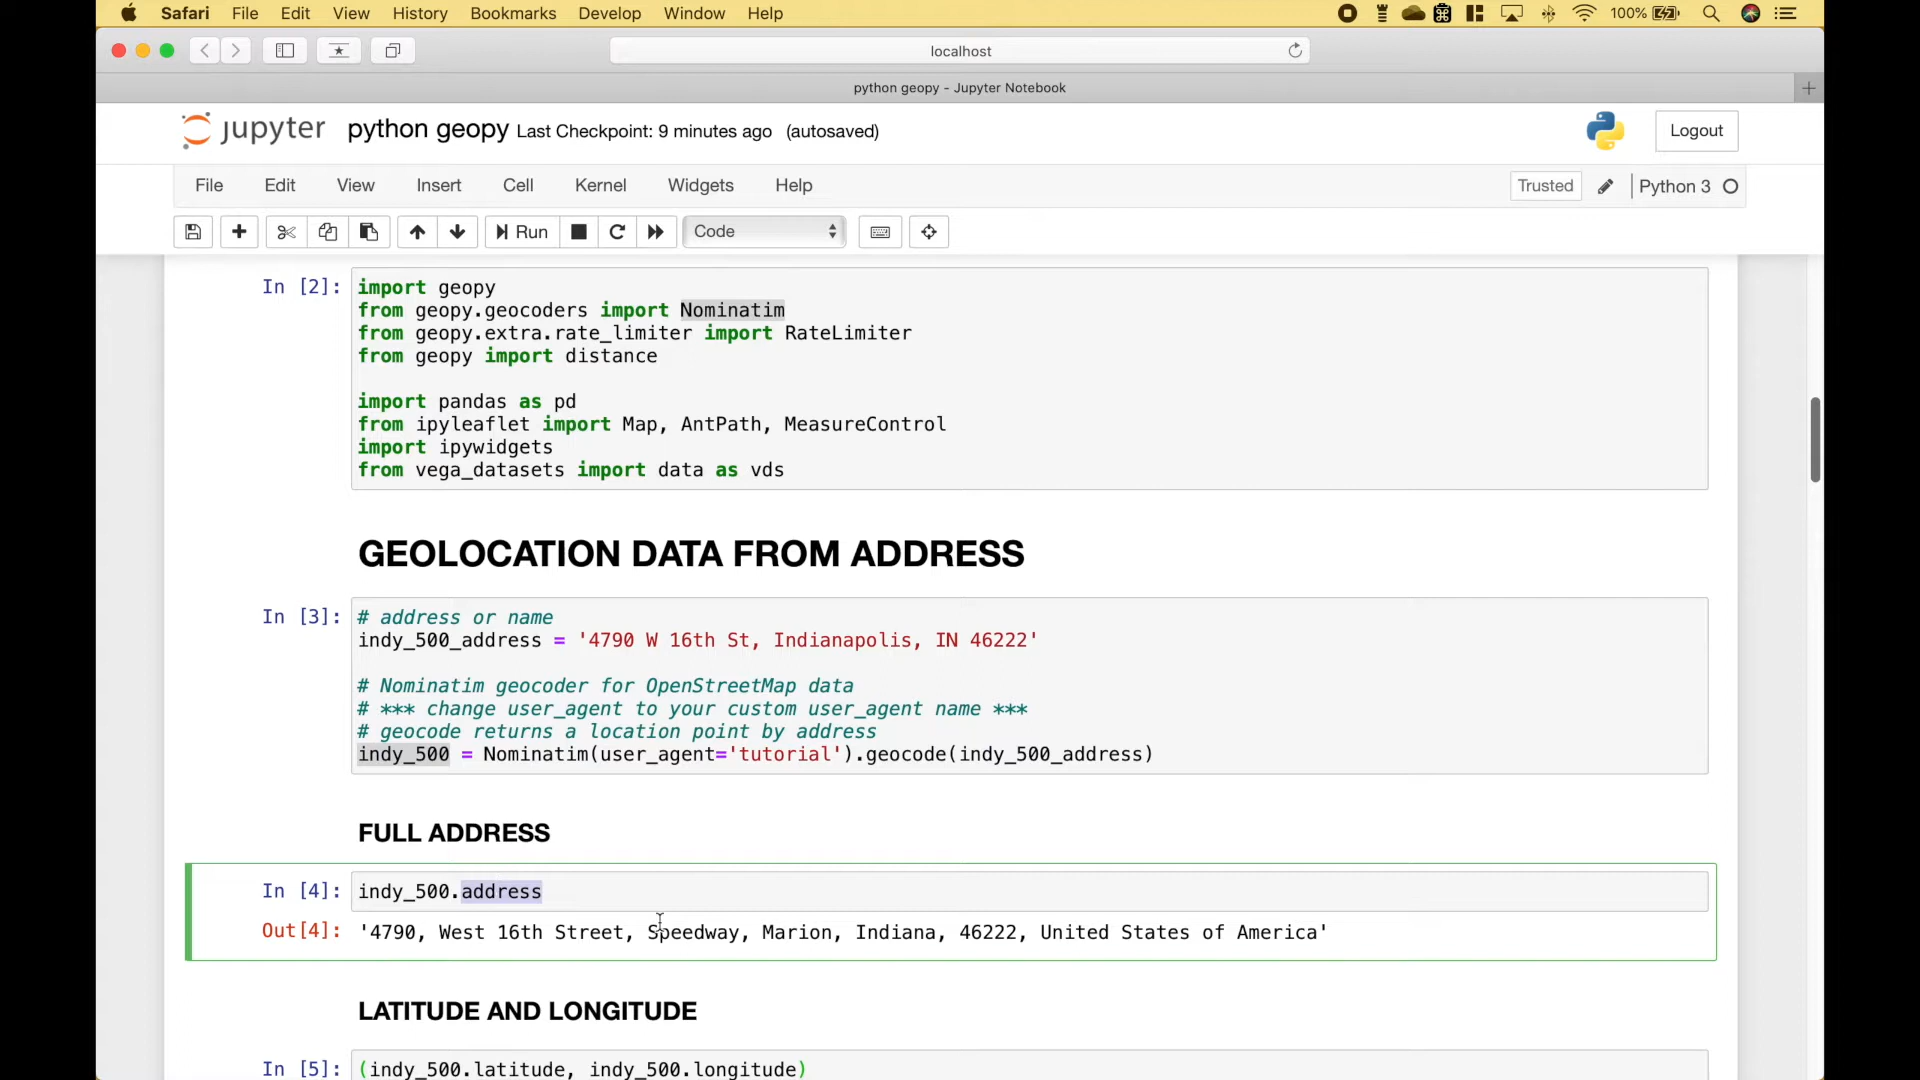 Safari File Edit View History Bookmarks Develop Window Help 100%
localhost
python geopy - Jupyter Notebook
jupyter python geopy Last Checkpoint: 9 minutes ago (autosaved) Logout
File Edit View Insert Cell Kernel Widgets Help Trusted Python 3
Run Code
In [2]: import geopy
from geopy.geocoders import Nominatim
from geopy.extra.rate_limiter import RateLimiter
from geopy import distance
import pandas as pd
from ipyleaflet import Map, AntPath, MeasureControl
import ipywidgets
from vega_datasets import data as vds
GEOLOCATION DATA FROM ADDRESS
In [3]: # address or name
indy_500_address = '4790 W 16th St, Indianapolis, IN 46222'
# Nominatim geocoder for OpenStreetMap data
# *** change user_agent to your custom user_agent name ***
# geocode returns a location point by address
indy_500 = Nominatim(user_agent='tutorial').geocode(indy_500_address)
FULL ADDRESS
In [4]: indy_500.address
Out[4]: '4790, West 16th Street, Speedway, Marion, Indiana, 46222, United States of America'
LATITUDE AND LONGITUDE
In [5]: (indy_500.latitude, indy_500.longitude)